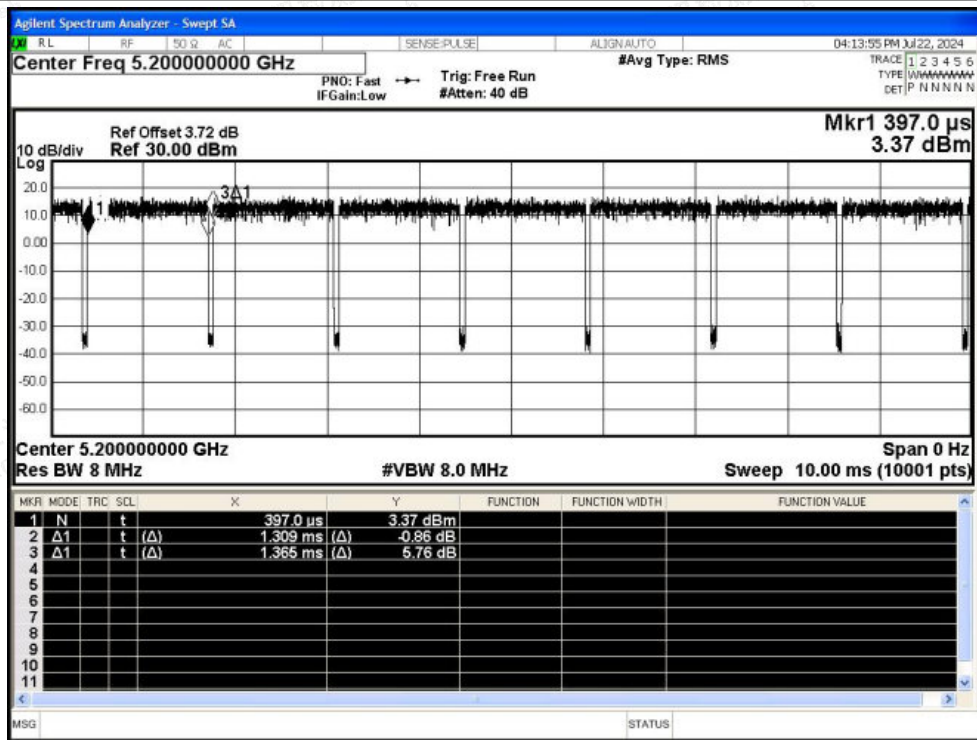 Agilent Spectrum Analyzer - Swept SA
RL RF 50 Ω AC SENSE:PULSE ALIGNAUTO 04:13:55 PM Jul 22, 2024
Center Freq 5.200000000 GHz
PNO: Fast
IFGain:Low
Trig: Free Run
#Atten: 40 dB
#Avg Type: RMS
TRACE 1 2 3 4 5 6
TYPE
DET P N N N N N
Mkr1 397.0 µs
3.37 dBm
Ref Offset 3.72 dB
10 dB/div Ref 30.00 dBm
Log
20.0
10.0
0.00
-10.0
-20.0
-30.0
-40.0
-50.0
-60.0
1
3Δ1
Center 5.200000000 GHz Span 0 Hz
Res BW 8 MHz #VBW 8.0 MHz Sweep 10.00 ms (10001 pts)
MKR MODE TRC SCL X Y FUNCTION FUNCTION WIDTH FUNCTION VALUE
1 N t 397.0 µs 3.37 dBm
2 Δ1 t (Δ) 1.309 ms (Δ) -0.86 dB
3 Δ1 t (Δ) 1.365 ms (Δ) 5.76 dB
4
5
6
7
8
9
10
11
MSG STATUS